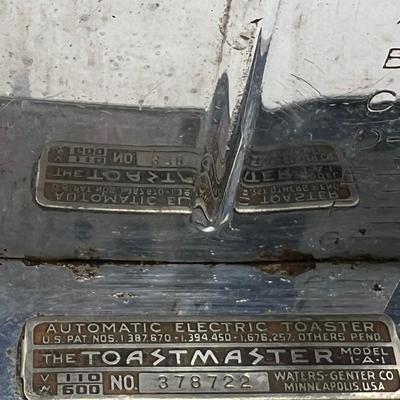 AUTOMATIC ELECTRIC TOASTER
U.S. PAT. NOS. 1,387,670 - 1,394,450 - 1,676,257. OTHERS PEND.
THE TOASTMASTER MODEL 1-A-1
V 110 W 600 NO. 378722 WATERS-GENTER CO
MINNEAPOLIS, U.S.A